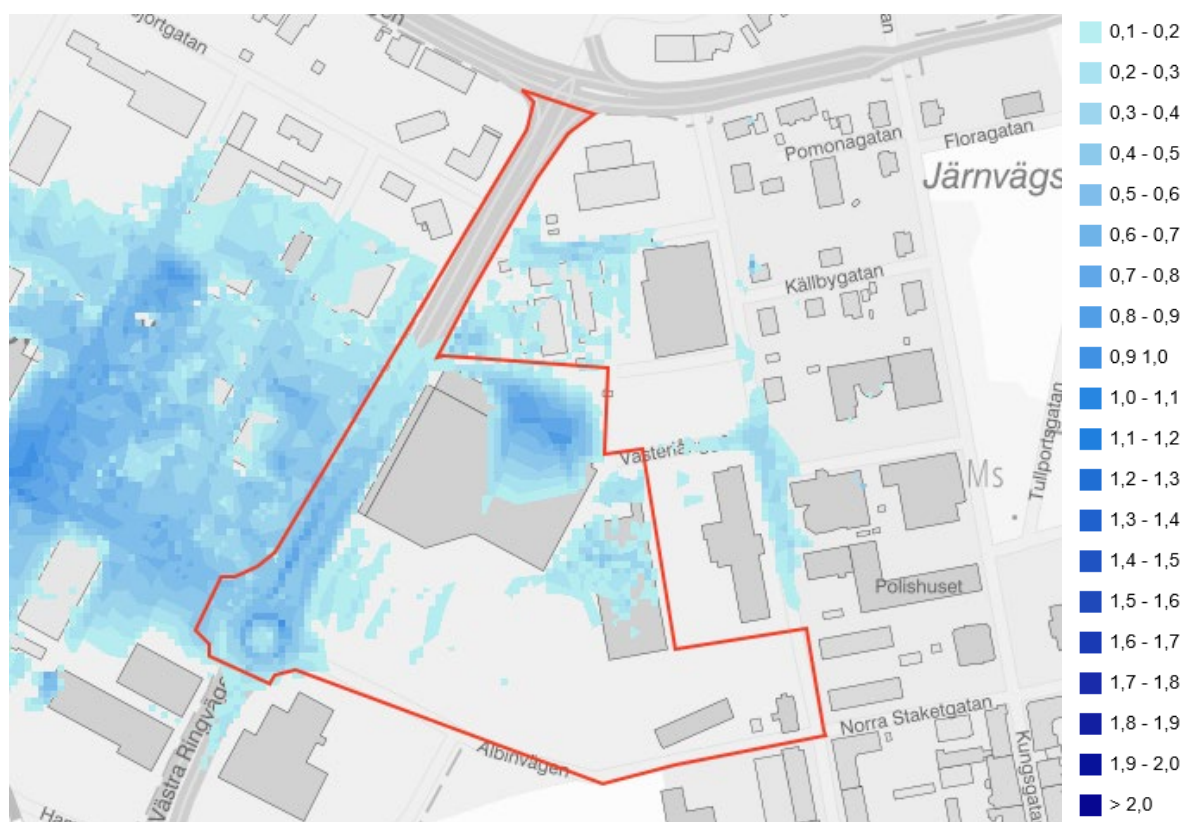 Pomonagatan
Floragatan
Järnvägs
Källbygatan
Tullportsgatan
Ms
Polishuset
Norra Staketgatan
Kungsgatan
Albinvägen
Västra Ringväge
0,1 - 0,2
0,2 - 0,3
0,3 - 0,4
0,4 - 0,5
0,5 - 0,6
0,6 - 0,7
0,7 - 0,8
0,8 - 0,9
0,9 1,0
1,0 - 1,1
1,1 - 1,2
1,2 - 1,3
1,3 - 1,4
1,4 - 1,5
1,5 - 1,6
1,6 - 1,7
1,7 - 1,8
1,8 - 1,9
1,9 - 2,0
> 2,0